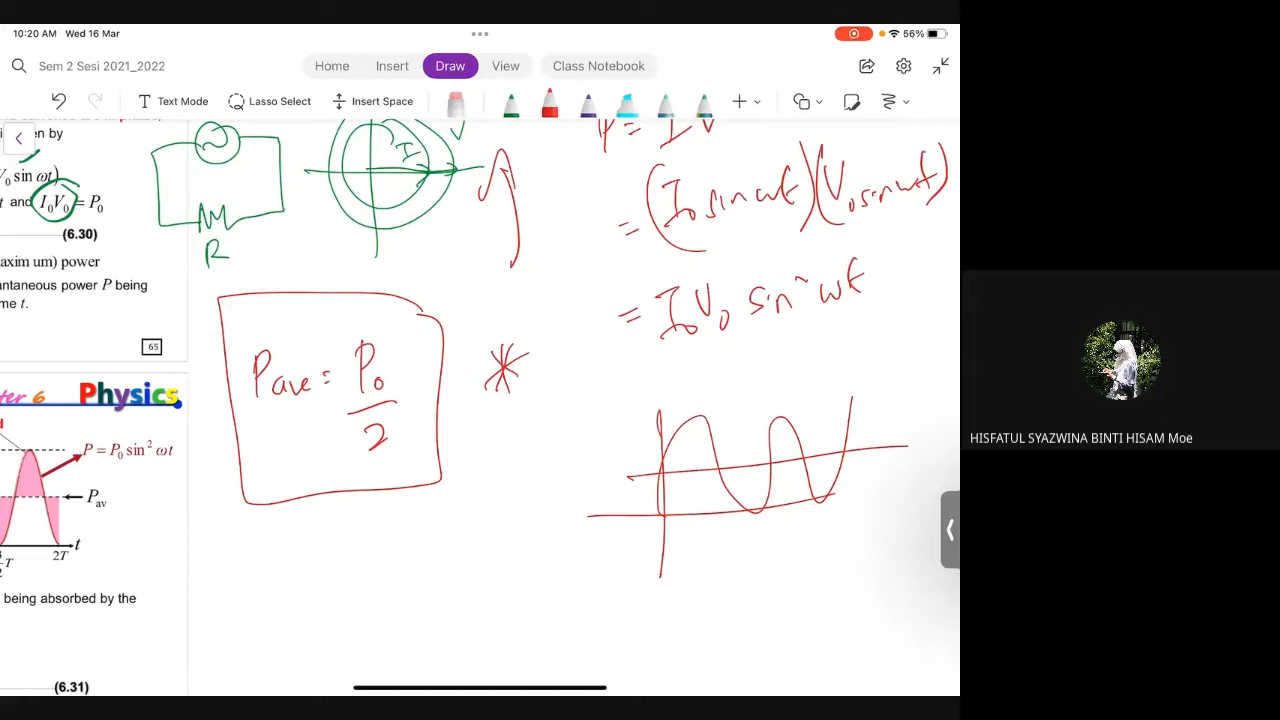 10:20 AM Wed 16 Mar
56%
Sem 2 Sesi 2021_2022
Home Insert Draw View Class Notebook
Text Mode Lasso Select Insert Space
en by
V₀ sin ωt)
t and I₀V₀ = P₀
(6.30)
axim um) power
antaneous power P being
me t.
65
R
I
V
P = I V
= (I₀ sin ωt)(V₀ sin ωt)
= I₀V₀ sin² ωt
Pave = P₀
2
*
ter 6 Physics
P = P₀ sin² ωt
Pav
t
T
2
2T
being absorbed by the
(6.31)
HISFATUL SYAZWINA BINTI HISAM Moe